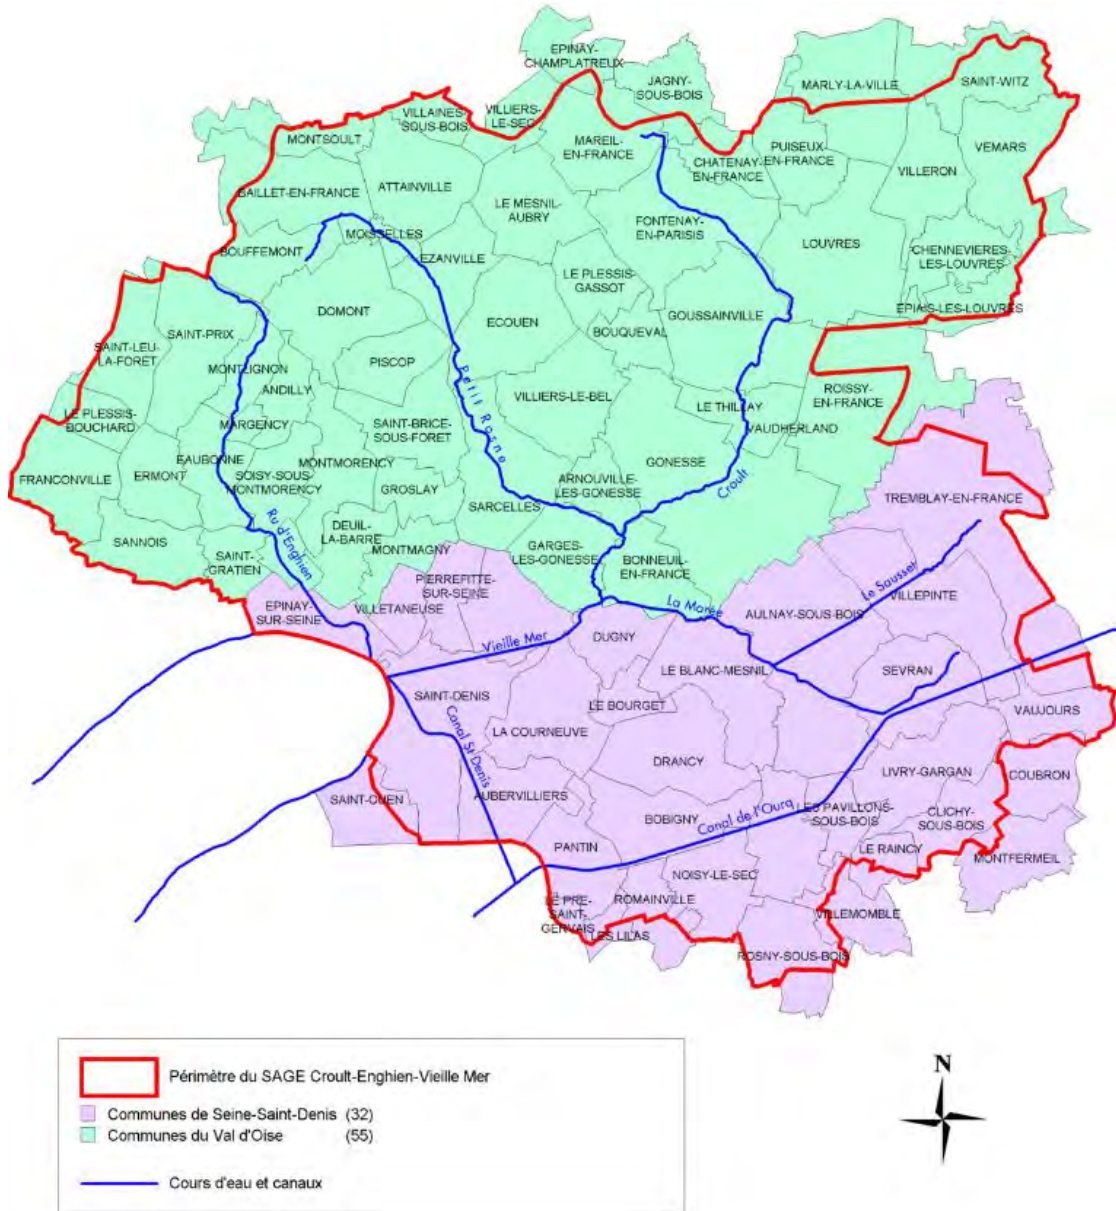 EPINAY-
CHAMPLATREUX
JAGNY-
SOUS-BOIS
MARLY-LA-VILLE
SAINT-WITZ
VILLAINES-
SOUS-BOIS
VILLIERS-
LE-SEC
MONTSOULT
MAREIL-
EN-FRANCE
CHATENAY-
EN-FRANCE
PUISEUX-
EN-FRANCE
VEMARS
VILLERON
BAILLET-EN-FRANCE
ATTAINVILLE
LE MESNIL-
AUBRY
FONTENAY-
EN-PARISIS
LOUVRES
MOISSELLES
BOUFFEMONT
EZANVILLE
CHENNEVIERES-
LES-LOUVRES
LE PLESSIS-
GASSOT
EPIAIS-LES-LOUVRES
DOMONT
ECOUEN
GOUSSAINVILLE
BOUQUEVAL
SAINT-PRIX
SAINT-LEU-
LA-FORET
MONTLIGNON
PISCOP
ANDILLY
VILLIERS-LE-BEL
LE THILLAY
ROISSY-
EN-FRANCE
LE PLESSIS-
BOUCHARD
MARGENCY
SAINT-BRICE-
SOUS-FORET
Petit Rosne
VAUDHERLAND
EAUBONNE
MONTMORENCY
GONESSE
FRANCONVILLE
ERMONT
SOISY-SOUS-
MONTMORENCY
GROSLAY
ARNOUVILLE-
LES-GONESSE
Croult
TREMBLAY-EN-FRANCE
SARCELLES
SANNOIS
Ru d'Enghien
DEUIL-
LA-BARRE
SAINT-
GRATIEN
MONTMAGNY
GARGES-
LES-GONESSE
BONNEUIL-
EN-FRANCE
PIERREFITTE-
SUR-SEINE
Le Sausset
VILLEPINTE
EPINAY-
SUR-SEINE
VILLETANEUSE
La Marée
AULNAY-SOUS-BOIS
Vieille Mer
DUGNY
LE BLANC-MESNIL
SEVRAN
SAINT-DENIS
LE BOURGET
VAUJOURS
LA COURNEUVE
Canal St Denis
DRANCY
LIVRY-GARGAN
COUBRON
SAINT-OUEN
AUBERVILLIERS
LES PAVILLONS-
SOUS-BOIS
CLICHY-
SOUS-BOIS
BOBIGNY
Canal de l'Ourq
PANTIN
LE RAINCY
MONTFERMEIL
NOISY-LE-SEC
ROMAINVILLE
LE PRE-
SAINT-
GERVAIS
VILLEMOMBLE
LES LILAS
ROSNY-SOUS-BOIS
Périmètre du SAGE Croult-Enghien-Vieille Mer
Communes de Seine-Saint-Denis (32)
Communes du Val d'Oise (55)
Cours d'eau et canaux
N